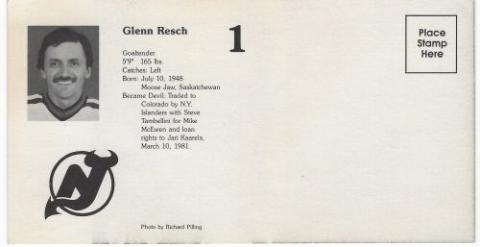 Glenn Resch
1
Goaltender
5'9" 165 lbs.
Catches: Left
Born: July 10, 1948
Moose Jaw, Saskatchewan
Became Devil: Traded to
Colorado by N.Y.
Islanders with Steve
Tambellini for Mike
McEwen and loan
rights to Jari Kaarela,
March 10, 1981.
Photo by Richard Pilling
Place
Stamp
Here
NJ